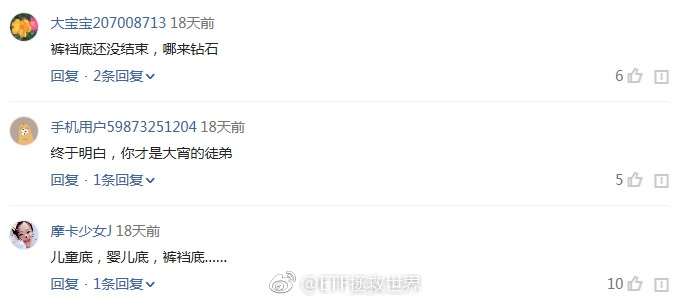 大宝宝207008713 18天前
裤裆底还没结束，哪来钻石
回复 · 2条回复
6
手机用户59873251204 18天前
终于明白，你才是大宵的徒弟
回复 · 1条回复
5
摩卡少女J 18天前
儿童底，婴儿底，裤裆底......
回复 · 1条回复
10
@ETF拯救世界